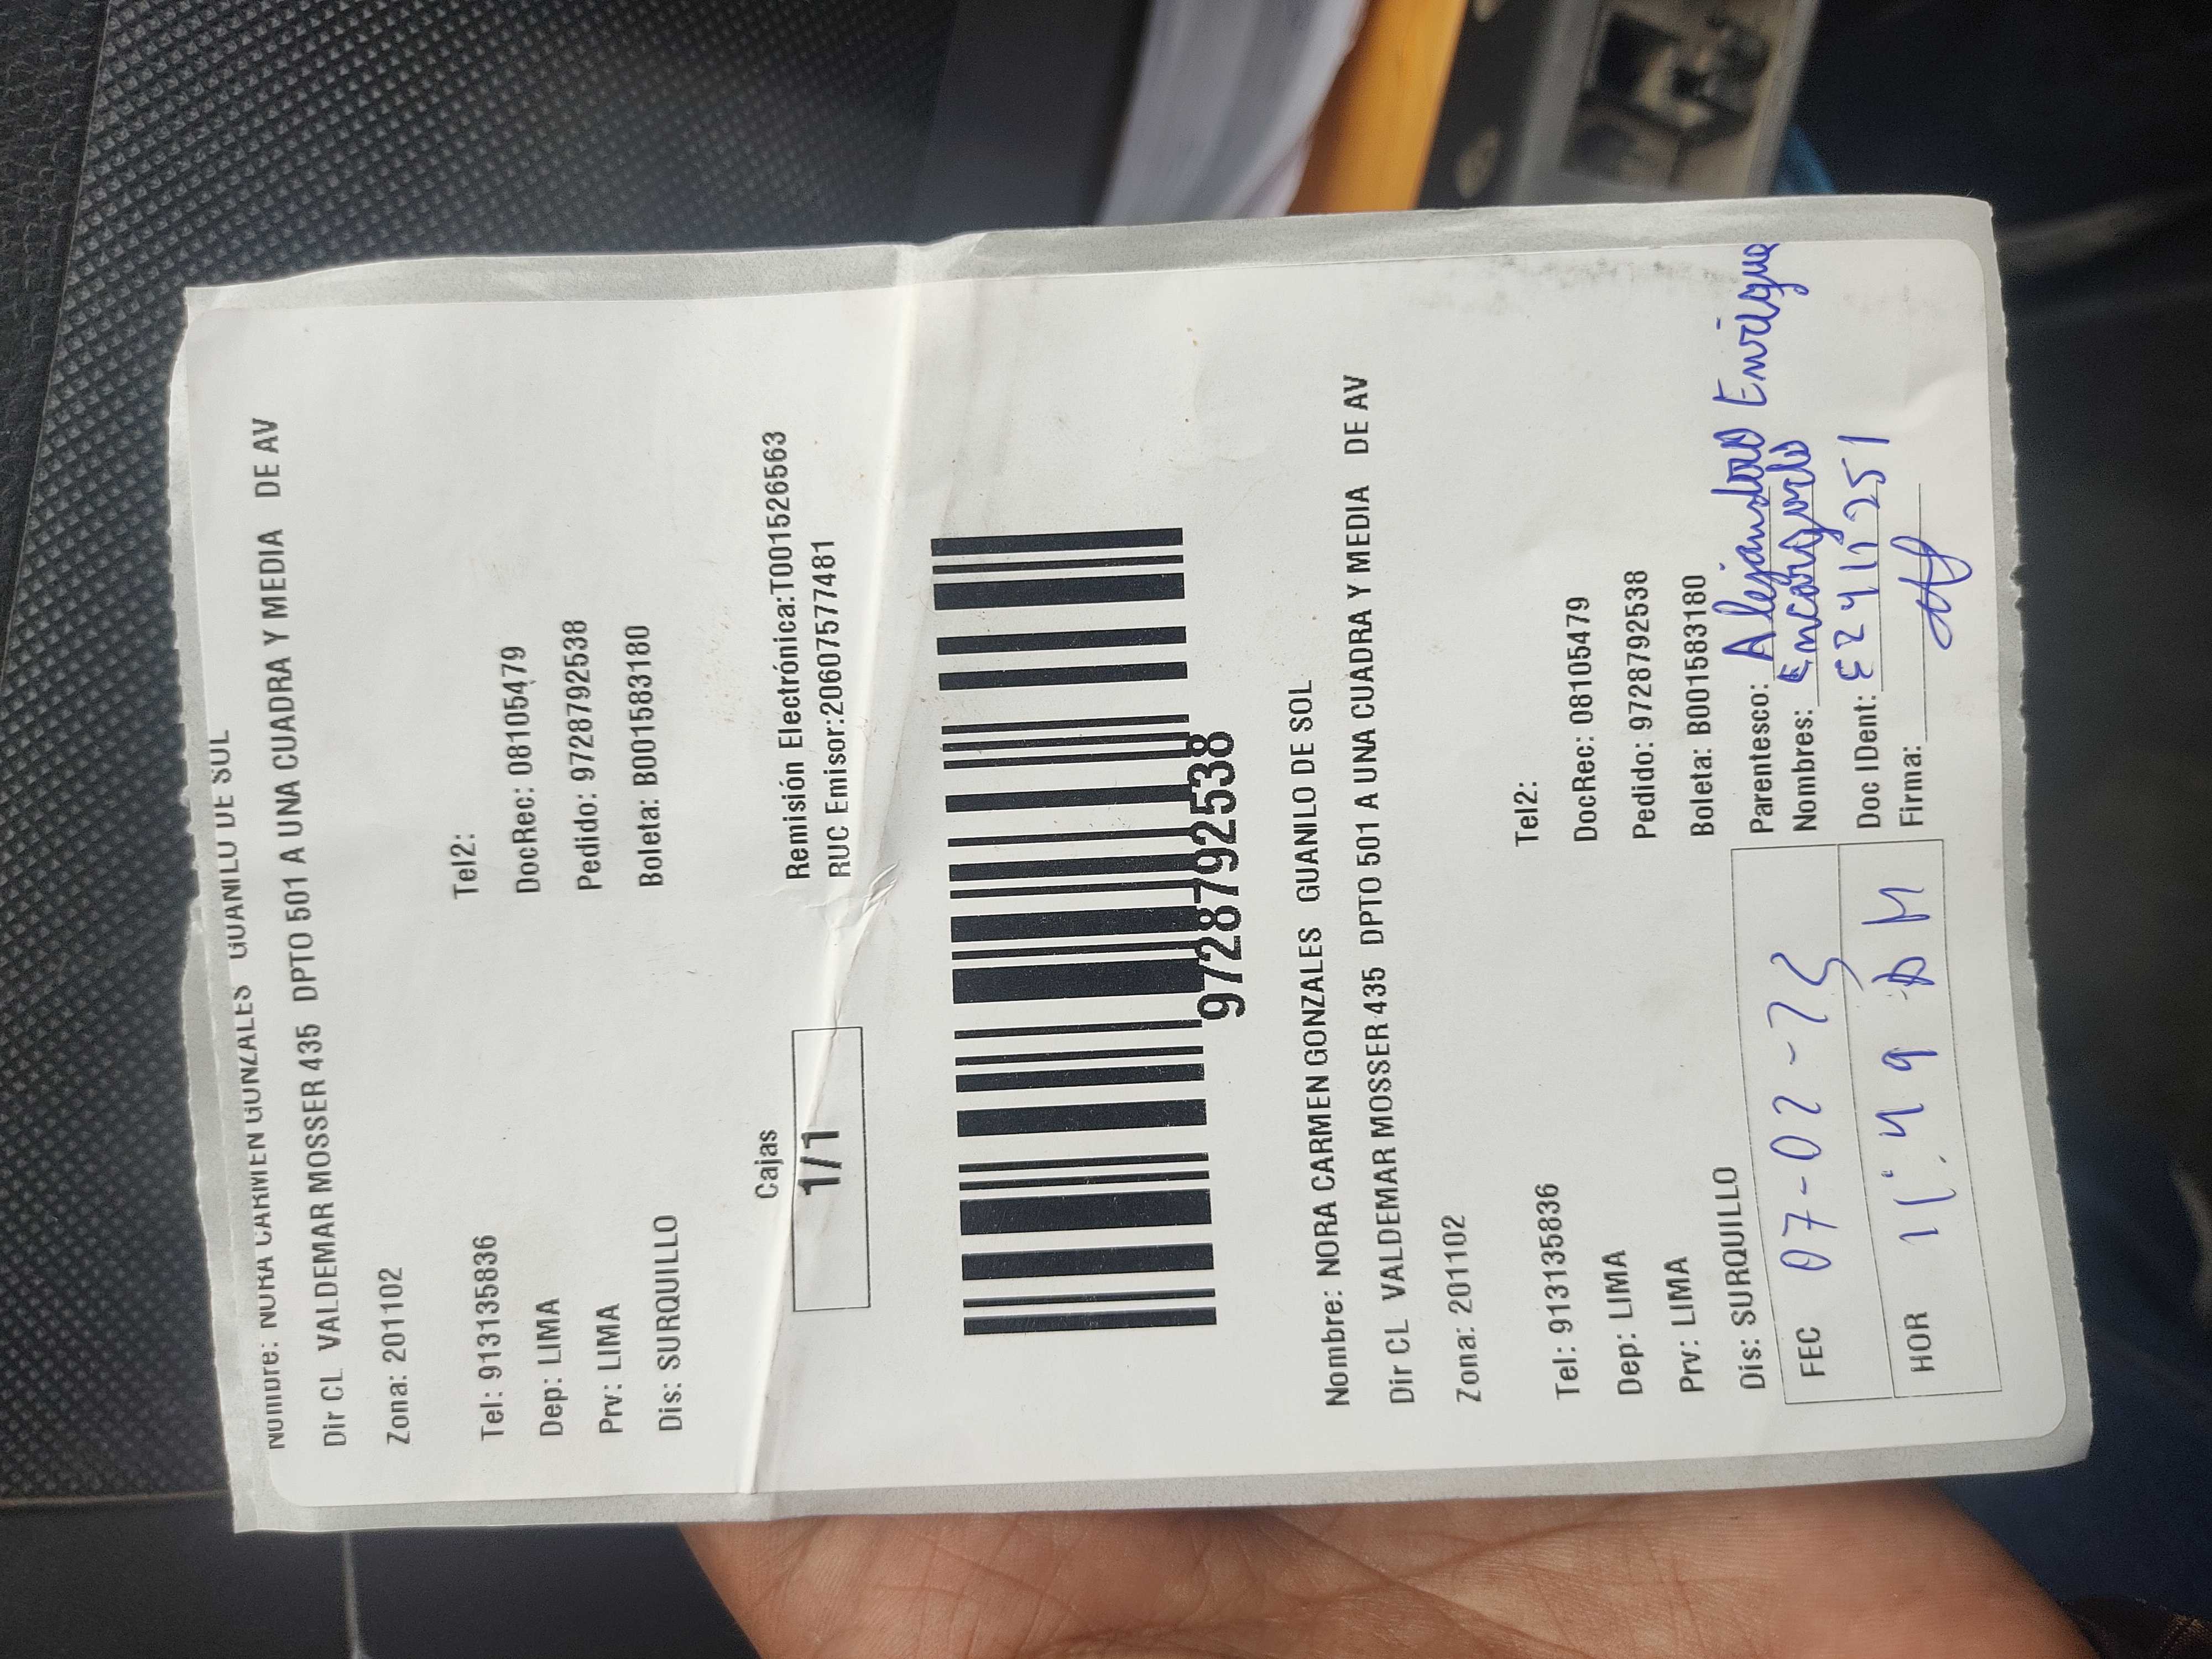 Nombre: NORA CARMEN GONZALES GUANILO DE SOL
Dir CL VALDEMAR MOSSER 435 DPTO 501 A UNA CUADRA Y MEDIA DE AV
Zona: 201102
Tel: 913135836 Tel2:
Dep: LIMA DocRec: 08105479
Prv: LIMA Pedido: 9728792538
Dis: SURQUILLO Boleta: B001583180
Cajas
1/1
Remisión Electrónica:T001526563
RUC Emisor:20607577481
9728792538
Nombre: NORA CARMEN GONZALES GUANILO DE SOL
Dir CL VALDEMAR MOSSER 435 DPTO 501 A UNA CUADRA Y MEDIA DE AV
Zona: 201102
Tel: 913135836 Tel2:
Dep: LIMA DocRec: 08105479
Prv: LIMA Pedido: 9728792538
Dis: SURQUILLO Boleta: B001583180
FEC 07-02-25
HOR 11:49
Parentesco: Alejandro Enrique
Nombres: Encargado
Doc IDent:
Firma: